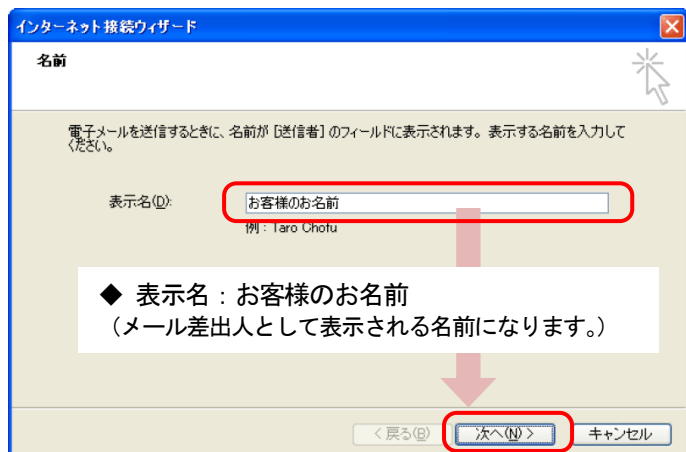 インターネット接続ウィザード
名前
電子メールを送信するときに、名前が [送信者] のフィールドに表示されます。表示する名前を入力して
ください。
表示名(D):
お客様のお名前
例：Taro Chofu
◆ 表示名：お客様のお名前
（メール差出人として表示される名前になります。）
< 戻る(B)
次へ(N) >
キャンセル